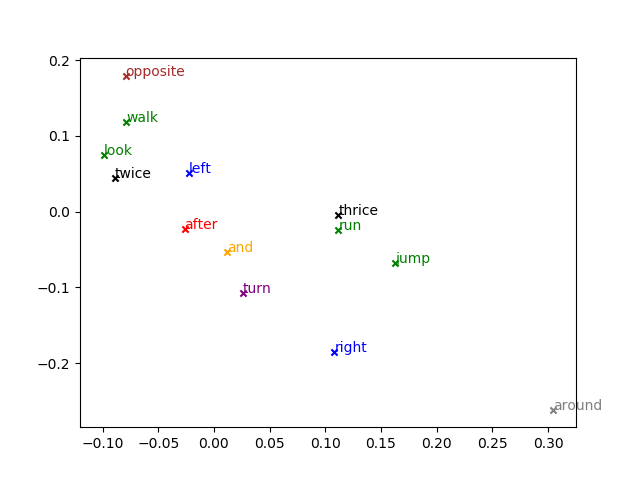 0.2
opposite
walk
0.1
look
left
twice
thrice
0.0
after
run
and
jump
turn
−0.1
right
−0.2
around
−0.10 −0.05 0.00 0.05 0.10 0.15 0.20 0.25 0.30